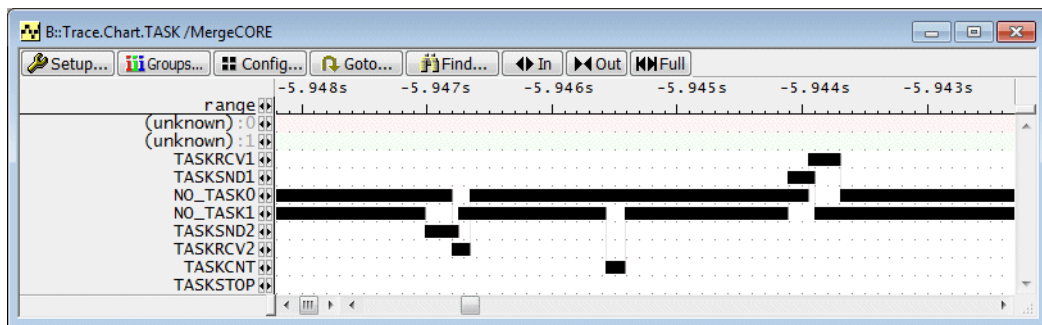 B::Trace.Chart.TASK /MergeCORE
Setup... Groups... Config... Goto... Find... In Out Full
-5.948s -5.947s -5.946s -5.945s -5.944s -5.943s
range
(unknown):0
(unknown):1
TASKRCV1
TASKSND1
NO_TASK0
NO_TASK1
TASKSND2
TASKRCV2
TASKCNT
TASKSTOP